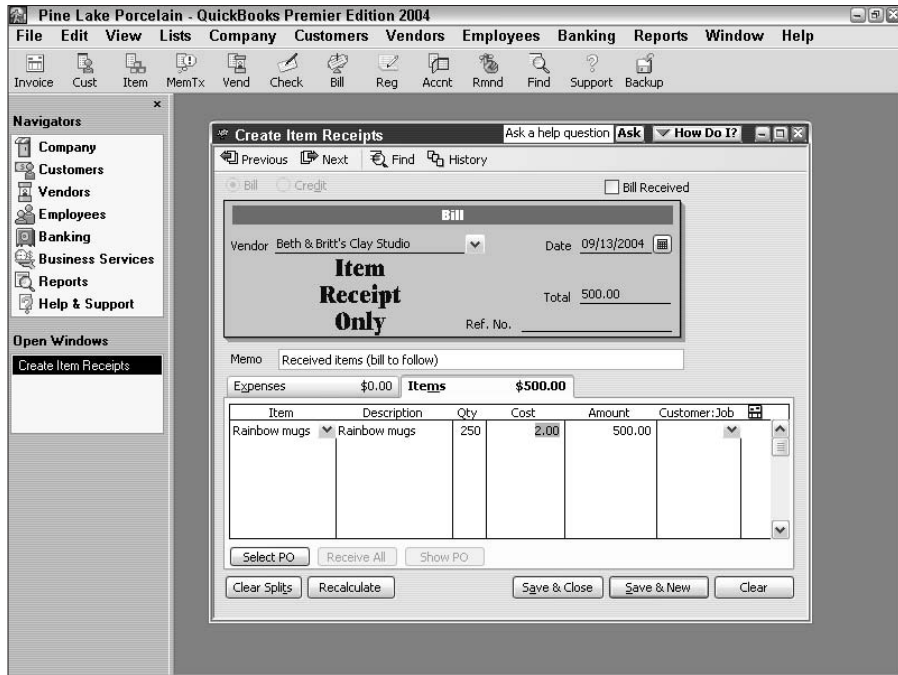 Pine Lake Porcelain - QuickBooks Premier Edition 2004
File Edit View Lists Company Customers Vendors Employees Banking Reports Window Help
Invoice Cust Item MemTx Vend Check Bill Reg Accnt Rmnd Find Support Backup
Navigators
Company
Customers
Vendors
Employees
Banking
Business Services
Reports
Help & Support
Open Windows
Create Item Receipts
Create Item Receipts Ask a help question Ask How Do I?
Previous Next Find History
Bill Credit Bill Received
Bill
Vendor Beth & Britt's Clay Studio Date 09/13/2004
Item
Receipt
Only
Total 500.00
Ref. No.
Memo Received items (bill to follow)
Expenses $0.00 Items $500.00
Item Description Qty Cost Amount Customer:Job
Rainbow mugs Rainbow mugs 250 2.00 500.00
Select PO Receive All Show PO
Clear Splits Recalculate Save & Close Save & New Clear